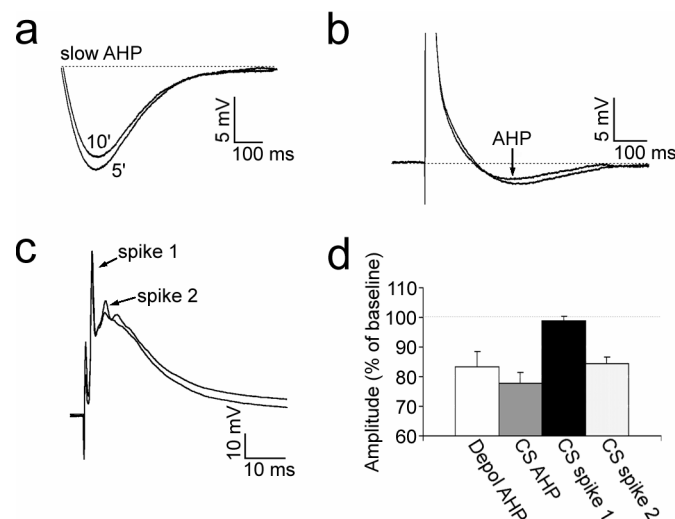 a
slow AHP
10'
5'
5 mV
100 ms
b
AHP
5 mV
100 ms
c
spike 1
spike 2
10 mV
10 ms
d
Amplitude (% of baseline)
110
100
90
80
70
60
Depol AHP
CS AHP
CS spike 1
CS spike 2